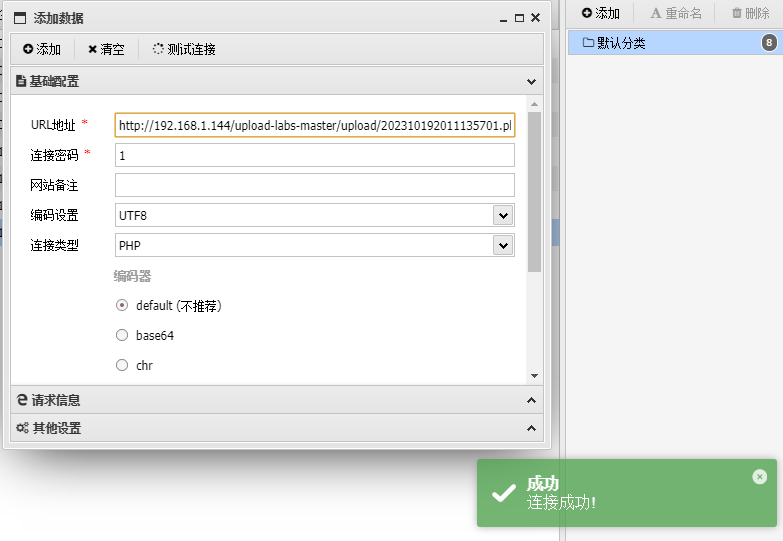 添加数据
添加
清空
测试连接
基础配置
URL地址 *
http://192.168.1.144/upload-labs-master/upload/202310192011135701.pl
连接密码 *
1
网站备注
编码设置
UTF8
连接类型
PHP
编码器
default (不推荐)
base64
chr
请求信息
其他设置
添加
重命名
删除
默认分类
8
成功
连接成功!